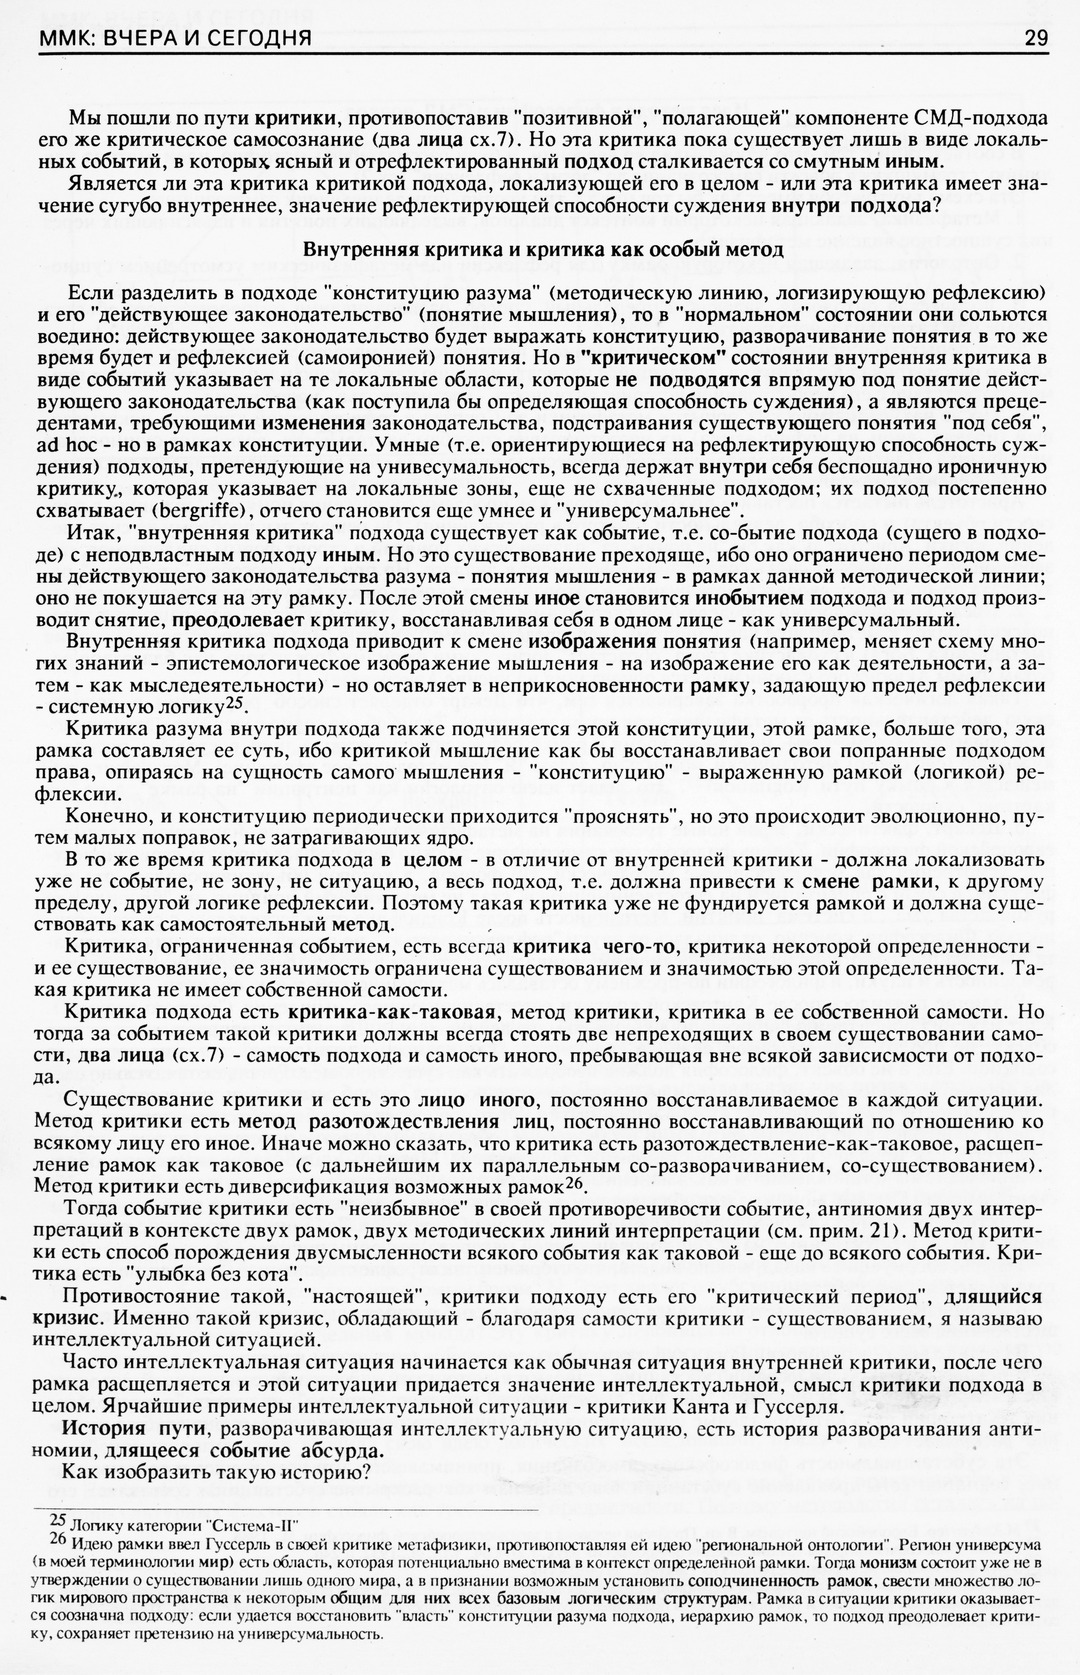 ММК: ВЧЕРА И СЕГОДНЯ 29
Мы пошли по пути критики, противопоставив "позитивной", "полагающей" компоненте СМД-подхода
его же критическое самосознание (два лица сх.7). Но эта критика пока существует лишь в виде локаль-
ных событий, в которых ясный и отрефлектированный подход сталкивается со смутным иным.
Является ли эта критика критикой подхода, локализующей его в целом - или эта критика имеет зна-
чение сугубо внутреннее, значение рефлектирующей способности суждения внутри подхода?
Внутренняя критика и критика как особый метод
Если разделить в подходе "конституцию разума" (методическую линию, логизирующую рефлексию)
и его "действующее законодательство" (понятие мышления), то в "нормальном" состоянии они сольются
воедино: действующее законодательство будет выражать конституцию, разворачивание понятия в то же
время будет и рефлексией (самоиронией) понятия. Но в "критическом" состоянии внутренняя критика в
виде событий указывает на те локальные области, которые не подводятся впрямую под понятие дейст-
вующего законодательства (как поступила бы определяющая способность суждения), а являются преце-
дентами, требующими изменения законодательства, подстраивания существующего понятия "под себя",
ad hoc - но в рамках конституции. Умные (т.е. ориентирующиеся на рефлектирующую способность суж-
дения) подходы, претендующие на унивесумальность, всегда держат внутри себя беспощадно ироничную
критику,, которая указывает на локальные зоны, еще не схваченные подходом; их подход постепенно
схватывает (bergriffe), отчего становится еще умнее и "универсумальнее".
Итак, "внутренняя критика" подхода существует как событие, т.е. со-бытие подхода (сущего в подхо-
де) с неподвластным подходу иным. Но это существование преходяще, ибо оно ограничено периодом сме-
ны действующего законодательства разума - понятия мышления - в рамках данной методической линии;
оно не покушается на эту рамку. После этой смены иное становится инобытием подхода и подход произ-
водит снятие, преодолевает критику, восстанавливая себя в одном лице - как универсумальный.
Внутренняя критика подхода приводит к смене изображения понятия (например, меняет схему мно-
гих знаний - эпистемологическое изображение мышления - на изображение его как деятельности, а за-
тем - как мыследеятельности) - но оставляет в неприкосновенности рамку, задающую предел рефлексии
- системную логику25.
Критика разума внутри подхода также подчиняется этой конституции, этой рамке, больше того, эта
рамка составляет ее суть, ибо критикой мышление как бы восстанавливает свои попранные подходом
права, опираясь на сущность самого мышления - "конституцию" - выраженную рамкой (логикой) ре-
флексии.
Конечно, и конституцию периодически приходится "прояснять", но это происходит эволюционно, пу-
тем малых поправок, не затрагивающих ядро.
В то же время критика подхода в целом - в отличие от внутренней критики - должна локализовать
уже не событие, не зону, не ситуацию, а весь подход, т.е. должна привести к смене рамки, к другому
пределу, другой логике рефлексии. Поэтому такая критика уже не фундируется рамкой и должна суще-
ствовать как самостоятельный метод.
Критика, ограниченная событием, есть всегда критика чего-то, критика некоторой определенности -
и ее существование, ее значимость ограничена существованием и значимостью этой определенности. Та-
кая критика не имеет собственной самости.
Критика подхода есть критика-как-таковая, метод критики, критика в ее собственной самости. Но
тогда за событием такой критики должны всегда стоять две непреходящих в своем существовании само-
сти, два лица (сх.7) - самость подхода и самость иного, пребывающая вне всякой зависисмости от подхо-
да.
Существование критики и есть это лицо иного, постоянно восстанавливаемое в каждой ситуации.
Метод критики есть метод разотождествления лиц, постоянно восстанавливающий по отношению ко
всякому лицу его иное. Иначе можно сказать, что критика есть разотождествление-как-таковое, расщеп-
ление рамок как таковое (с дальнейшим их параллельным со-разворачиванием, со-существованием).
Метод критики есть диверсификация возможных рамок26.
Тогда событие критики есть "неизбывное" в своей противоречивости событие, антиномия двух интер-
претаций в контексте двух рамок, двух методических линий интерпретации (см. прим. 21). Метод крити-
ки есть способ порождения двусмысленности всякого события как таковой - еще до всякого события. Кри-
тика есть "улыбка без кота".
Противостояние такой, "настоящей", критики подходу есть его "критический период", длящийся
кризис. Именно такой кризис, обладающий - благодаря самости критики - существованием, я называю
интеллектуальной ситуацией.
Часто интеллектуальная ситуация начинается как обычная ситуация внутренней критики, после чего
рамка расщепляется и этой ситуации придается значение интеллектуальной, смысл критики подхода в
целом. Ярчайшие примеры интеллектуальной ситуации - критики Канта и Гуссерля.
История пути, разворачивающая интеллектуальную ситуацию, есть история разворачивания анти-
номии, длящееся событие абсурда.
Как изобразить такую историю?
25 Логику категории "Система-II"
26 Идею рамки ввел Гуссерль в своей критике метафизики, противопоставляя ей идею "региональной онтологии". Регион универсума
(в моей терминологии мир) есть область, которая потенциально вместима в контекст определенной рамки. Тогда монизм состоит уже не в
утверждении о существовании лишь одного мира, а в признании возможным установить соподчиненность рамок, свести множество ло-
гик мирового пространства к некоторым общим для них всех базовым логическим структурам. Рамка в ситуации критики оказывает-
ся соозначна подходу: если удается восстановить "власть" конституции разума подхода, иерархию рамок, то подход преодолевает крити-
ку, сохраняет претензию на универсумальность.